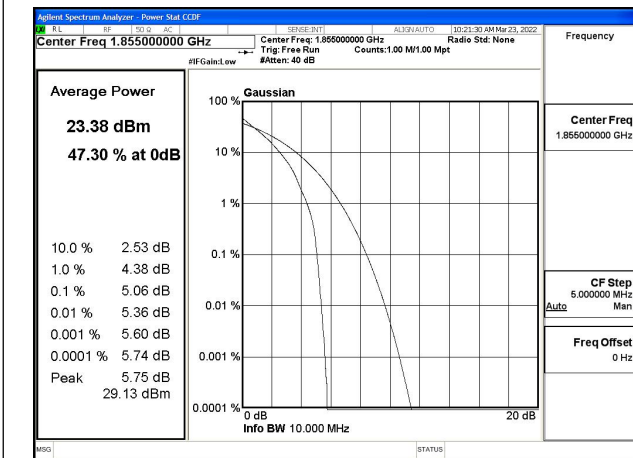 Agilent Spectrum Analyzer - Power Stat CCDF
RL RF 50 Ω AC SENSE:INT ALIGN AUTO 10:21:30 AM Mar 23, 2022
Center Freq 1.855000000 GHz
Center Freq: 1.855000000 GHz Radio Std: None
Trig: Free Run Counts:1.00 M/1.00 Mpt
#IFGain:Low #Atten: 40 dB
Frequency
Average Power
23.38 dBm
47.30 % at 0dB
10.0 % 2.53 dB
1.0 % 4.38 dB
0.1 % 5.06 dB
0.01 % 5.36 dB
0.001 % 5.60 dB
0.0001 % 5.74 dB
Peak 5.75 dB
29.13 dBm
Gaussian
100 %
10 %
1 %
0.1 %
0.01 %
0.001 %
0.0001 %
0 dB 20 dB
Info BW 10.000 MHz
Center Freq
1.855000000 GHz
CF Step
5.000000 MHz
Auto Man
Freq Offset
0 Hz
MSG STATUS